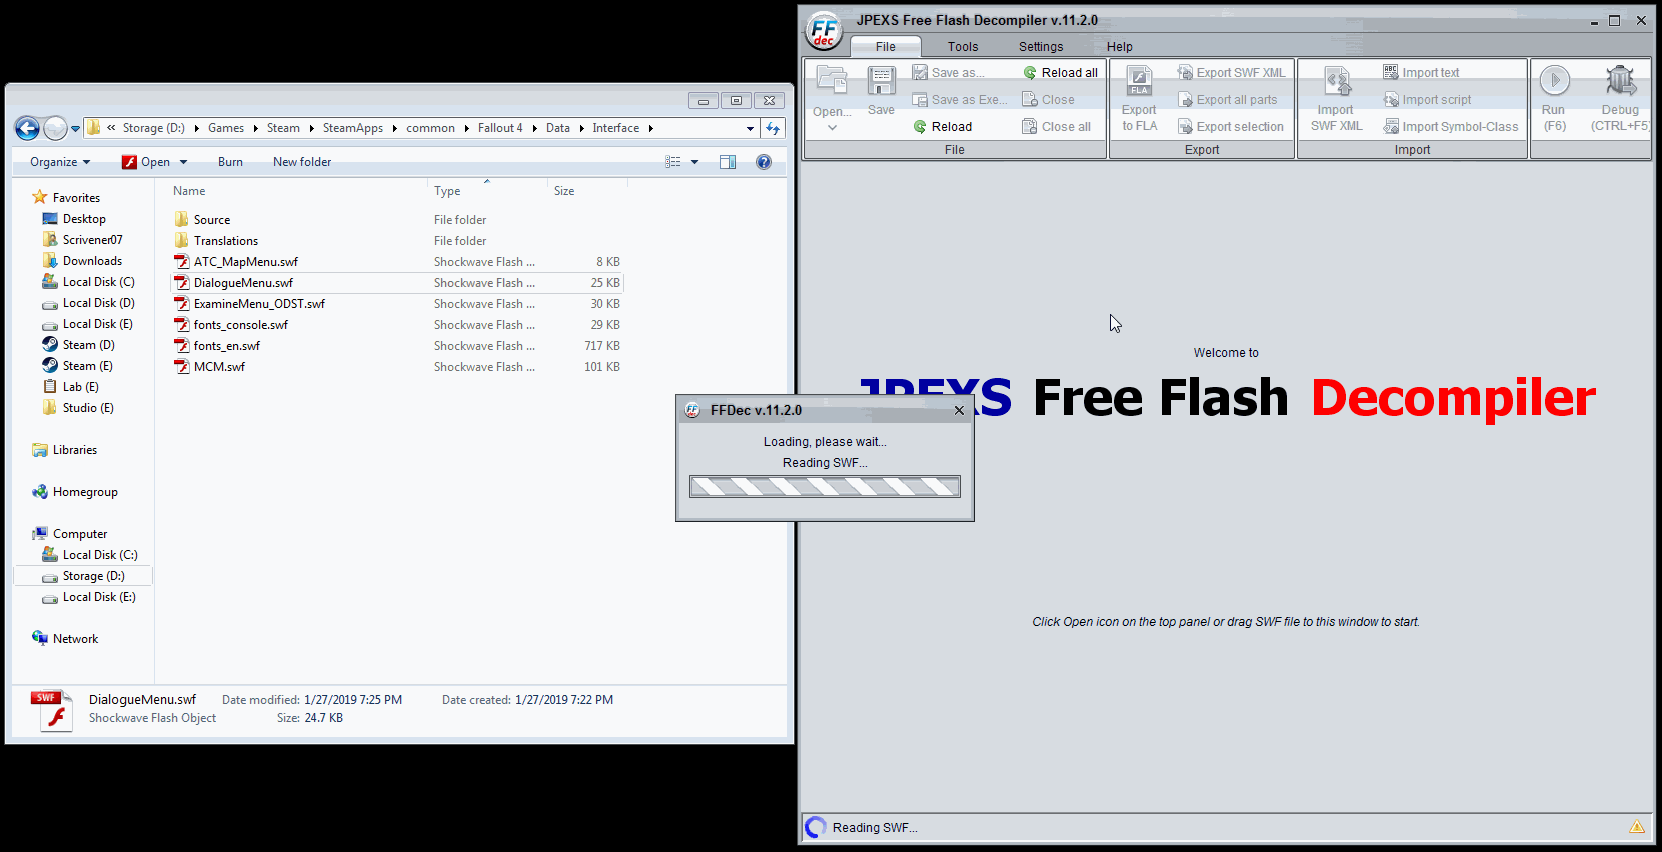 « Storage (D:) Games Steam SteamApps common Fallout 4 Data Interface
Organize Open Burn New folder
Favorites
Desktop
Scrivener07
Downloads
Local Disk (C)
Local Disk (D)
Local Disk (E)
Steam (D)
Steam (E)
Lab (E)
Studio (E)
Libraries
Homegroup
Computer
Local Disk (C:)
Storage (D:)
Local Disk (E:)
Network
Name Type Size
Source File folder
Translations File folder
ATC_MapMenu.swf Shockwave Flash ... 8 KB
DialogueMenu.swf Shockwave Flash ... 25 KB
ExamineMenu_ODST.swf Shockwave Flash ... 30 KB
fonts_console.swf Shockwave Flash ... 29 KB
fonts_en.swf Shockwave Flash ... 717 KB
MCM.swf Shockwave Flash ... 101 KB
SWF
DialogueMenu.swf Date modified: 1/27/2019 7:25 PM Date created: 1/27/2019 7:22 PM
Shockwave Flash Object Size: 24.7 KB
FF
dec
JPEXS Free Flash Decompiler v.11.2.0
File Tools Settings Help
Open...
Save
Save as...
Save as Exe...
Reload
Reload all
Close
Close all
File
FLA
Export
to FLA
Export SWF XML
Export all parts
Export selection
Export
Import
SWF XML
ABC
Import text
Import script
Import Symbol-Class
Import
Run
(F6)
Debug
(CTRL+F5
Welcome to
JPEXS Free Flash Decompiler
FF
FFDec v.11.2.0
Loading, please wait...
Reading SWF...
Click Open icon on the top panel or drag SWF file to this window to start.
Reading SWF...